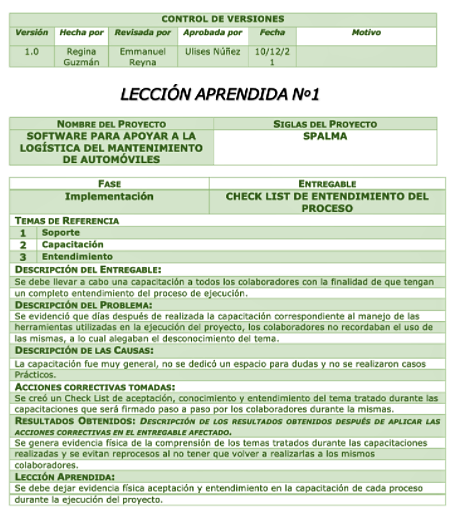 CONTROL DE VERSIONES
Versión Hecha por Revisada por Aprobada por Fecha Motivo
1.0 Regina Emmanuel Ulises Núñez 10/12/2
Guzmán Reyna 1
LECCIÓN APRENDIDA Nº1
NOMBRE DEL PROYECTO SIGLAS DEL PROYECTO
SOFTWARE PARA APOYAR A LA SPALMA
LOGÍSTICA DEL MANTENIMIENTO
DE AUTOMÓVILES
FASE ENTREGABLE
Implementación CHECK LIST DE ENTENDIMIENTO DEL
PROCESO
TEMAS DE REFERENCIA
1 Soporte
2 Capacitación
3 Entendimiento
DESCRIPCIÓN DEL ENTREGABLE:
Se debe llevar a cabo una capacitación a todos los colaboradores con la finalidad de que tengan
un completo entendimiento del proceso de ejecución.
DESCRIPCIÓN DEL PROBLEMA:
Se evidenció que días después de realizada la capacitación correspondiente al manejo de las
herramientas utilizadas en la ejecución del proyecto, los colaboradores no recordaban el uso de
las mismas, a lo cual alegaban el desconocimiento del tema.
DESCRIPCIÓN DE LAS CAUSAS:
La capacitación fue muy general, no se dedicó un espacio para dudas y no se realizaron casos
Prácticos.
ACCIONES CORRECTIVAS TOMADAS:
Se creó un Check List de aceptación, conocimiento y entendimiento del tema tratado durante las
capacitaciones que será firmado paso a paso por los colaboradores durante la mismas.
RESULTADOS OBTENIDOS: DESCRIPCIÓN DE LOS RESULTADOS OBTENIDOS DESPUÉS DE APLICAR LAS
ACCIONES CORRECTIVAS EN EL ENTREGABLE AFECTADO.
Se genera evidencia física de la comprensión de los temas tratados durante las capacitaciones
realizadas y se evitan reprocesos al no tener que volver a realizarlas a los mismos
colaboradores.
LECCIÓN APRENDIDA:
Se debe dejar evidencia física aceptación y entendimiento en la capacitación de cada proceso
durante la ejecución del proyecto.